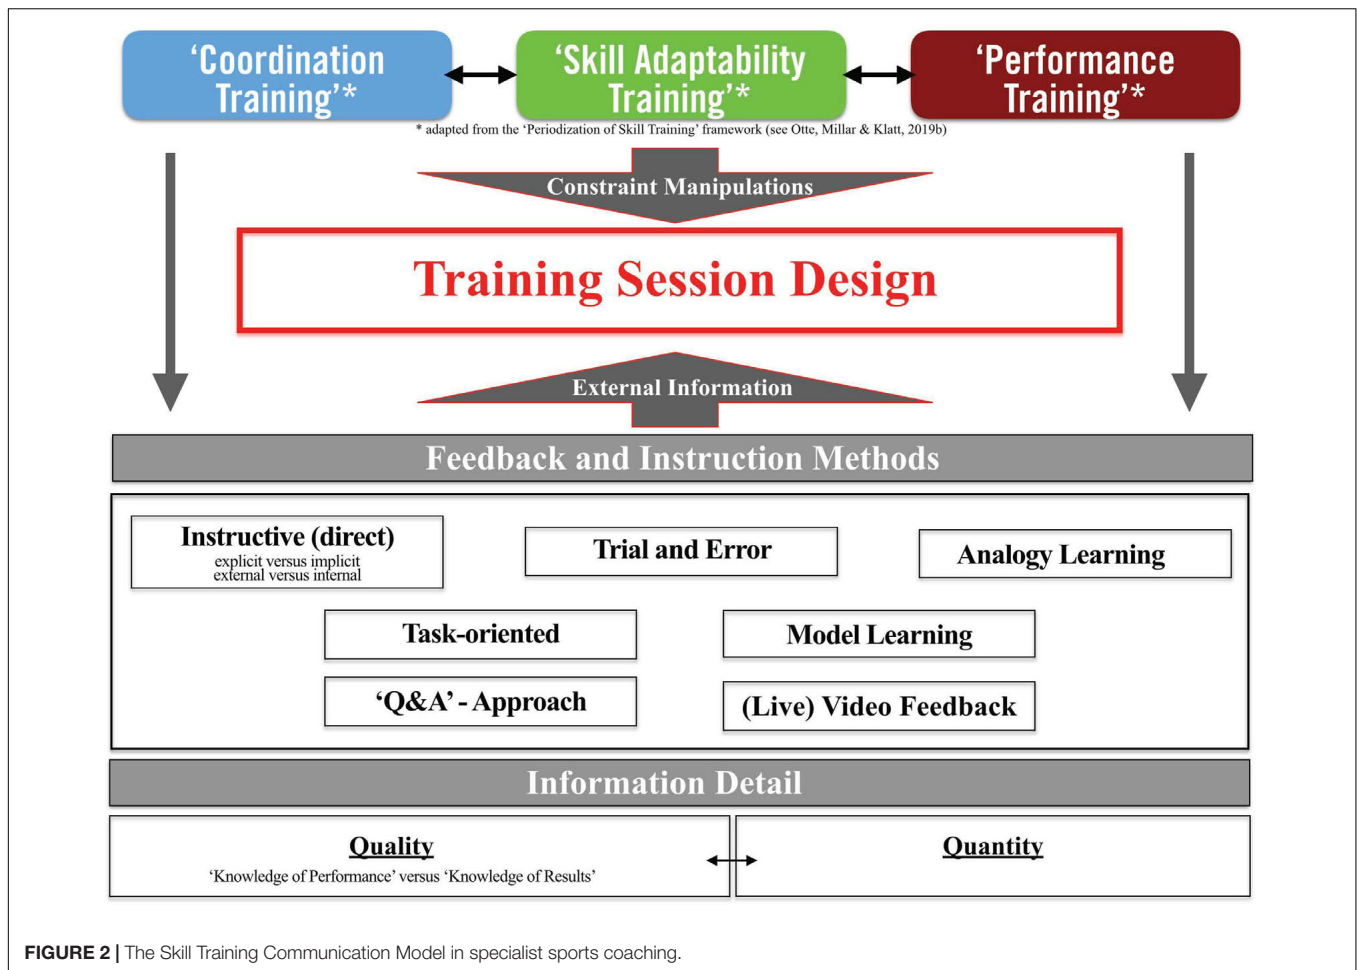 ‘Coordination
Training’*
‘Skill Adaptability
Training’*
‘Performance
Training’*
* adapted from the ‘Periodization of Skill Training’ framework (see Otte, Millar & Klatt, 2019b)
Constraint Manipulations
Training Session Design
External Information
Feedback and Instruction Methods
Instructive (direct)
explicit versus implicit
external versus internal
Trial and Error
Analogy Learning
Task-oriented
Model Learning
‘Q&A’ - Approach
(Live) Video Feedback
Information Detail
Quality
‘Knowledge of Performance’ versus ‘Knowledge of Results’
Quantity
FIGURE 2 | The Skill Training Communication Model in specialist sports coaching.